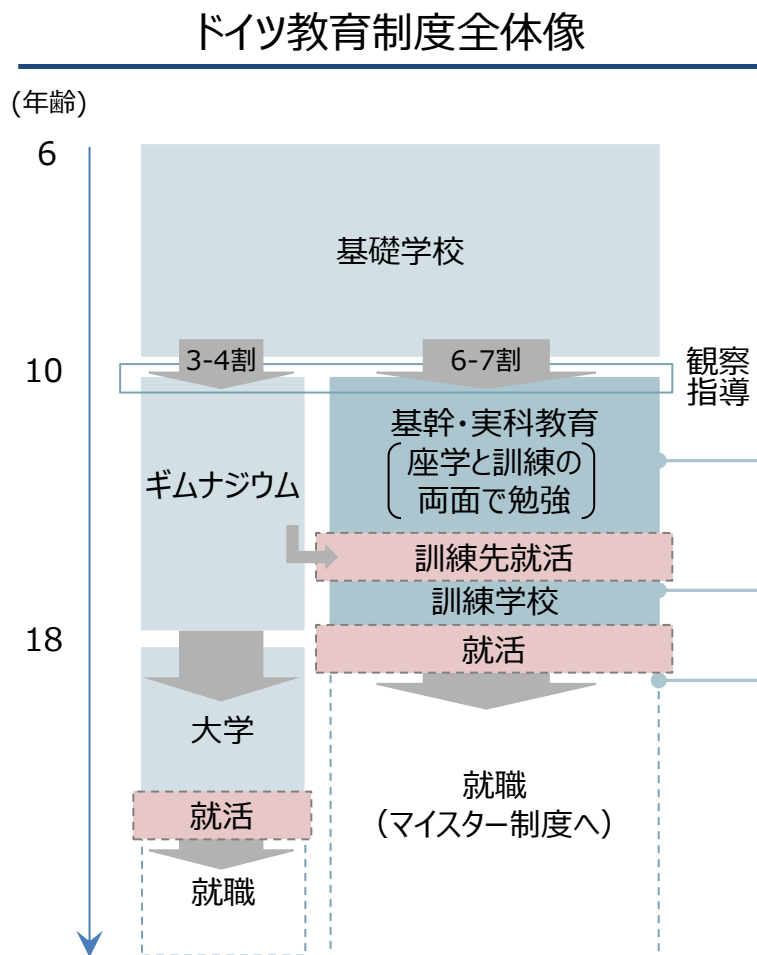 ドイツ教育制度全体像
(年齢)
6
基礎学校
3-4割
6-7割
10
観察
指導
基幹・実科教育
座学と訓練の
両面で勉強
ギムナジウム
訓練先就活
訓練学校
18
就活
大学
就職
（マイスター制度へ）
就活
就職